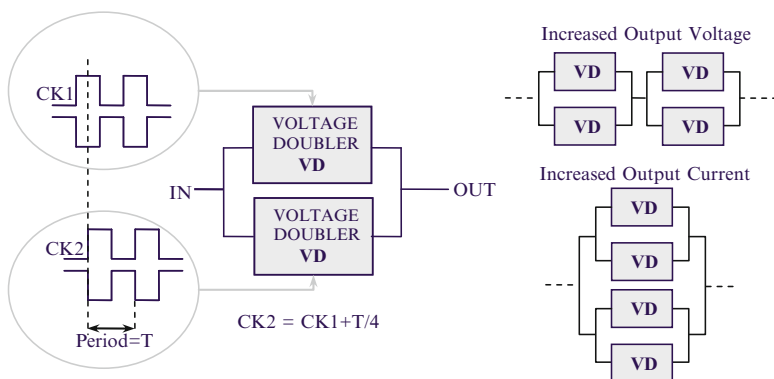 CK1
CK2
Period=T
IN
VOLTAGE
DOUBLER
VD
VOLTAGE
DOUBLER
VD
OUT
CK2 = CK1+T/4
Increased Output Voltage
VD
VD
VD
VD
Increased Output Current
VD
VD
VD
VD